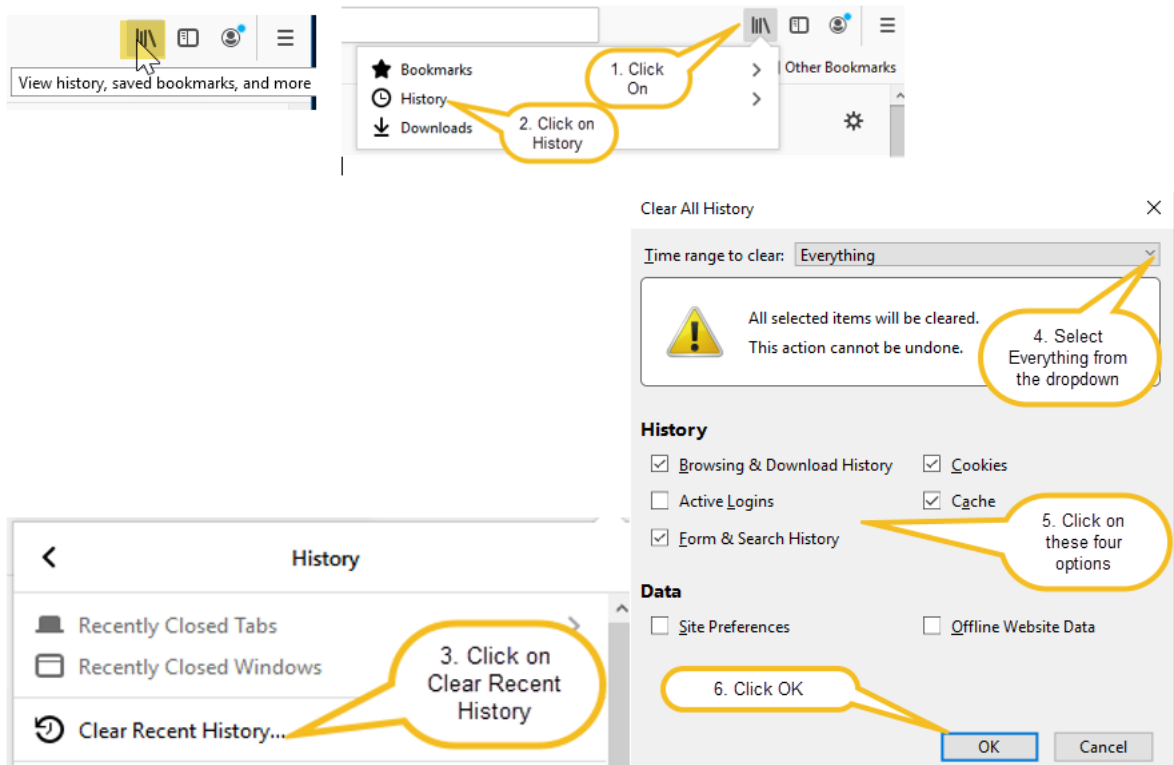 View history, saved bookmarks, and more
Bookmarks
History
Downloads
Other Bookmarks
1. Click
On
2. Click on
History
Clear All History
Time range to clear: Everything
All selected items will be cleared.
This action cannot be undone.
4. Select
Everything from
the dropdown
History
Browsing & Download History
Cookies
Active Logins
Cache
Form & Search History
5. Click on
these four
options
Data
Site Preferences
Offline Website Data
6. Click OK
OK
Cancel
History
Recently Closed Tabs
Recently Closed Windows
Clear Recent History...
3. Click on
Clear Recent
History